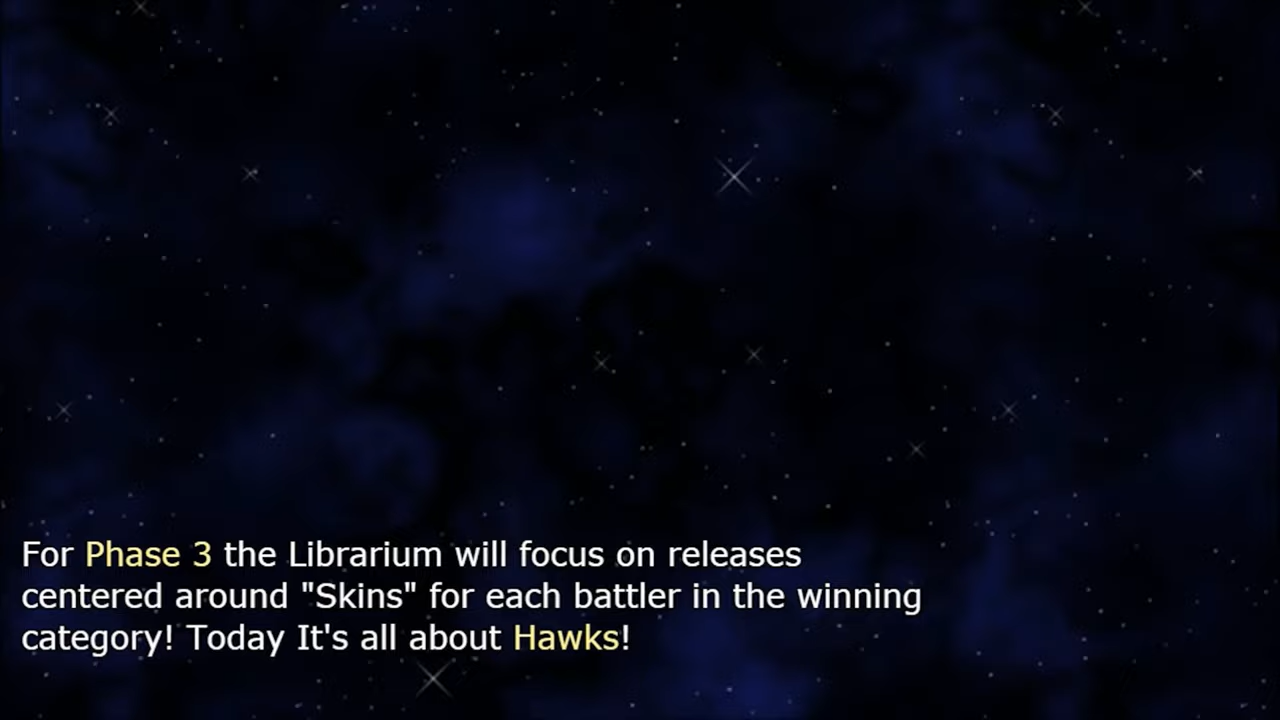 For Phase 3 the Librarium will focus on releases
centered around "Skins" for each battler in the winning
category! Today It's all about Hawks!